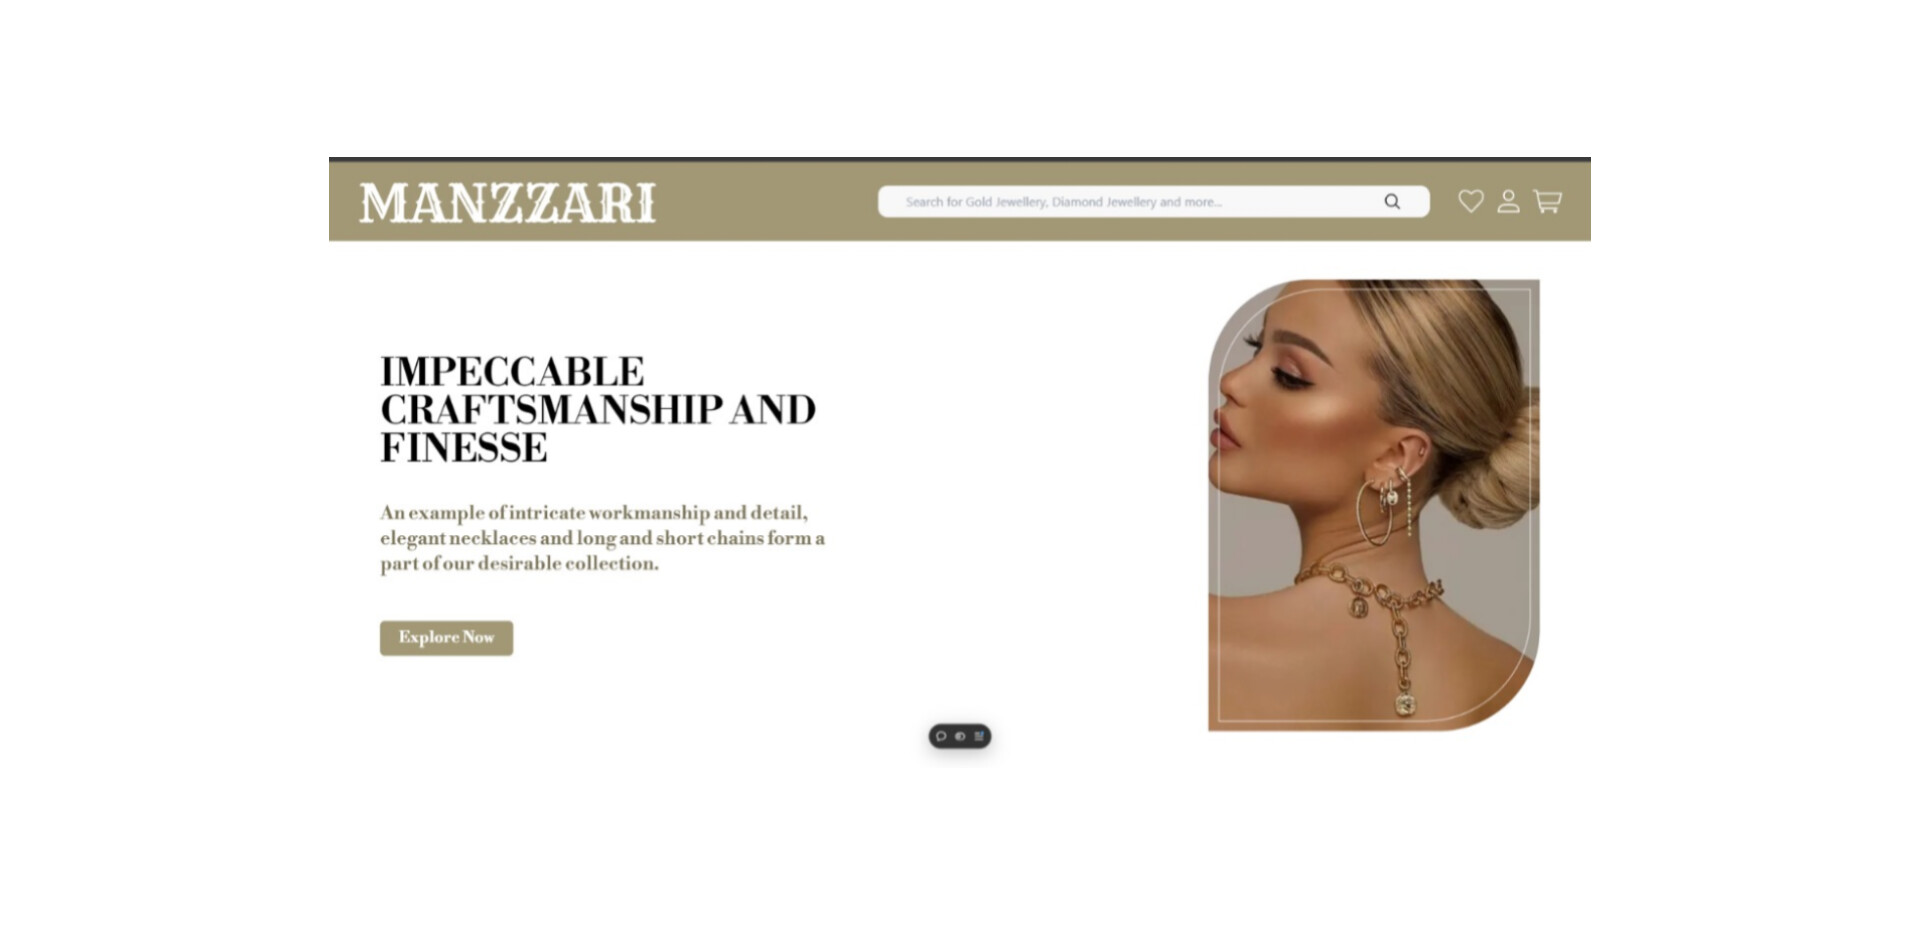 MANZZARI
Search for Gold Jewellery, Diamond Jewellery and more...
IMPECCABLE
CRAFTSMANSHIP AND
FINESSE
An example of intricate workmanship and detail,
elegant necklaces and long and short chains form a
part of our desirable collection.
Explore Now